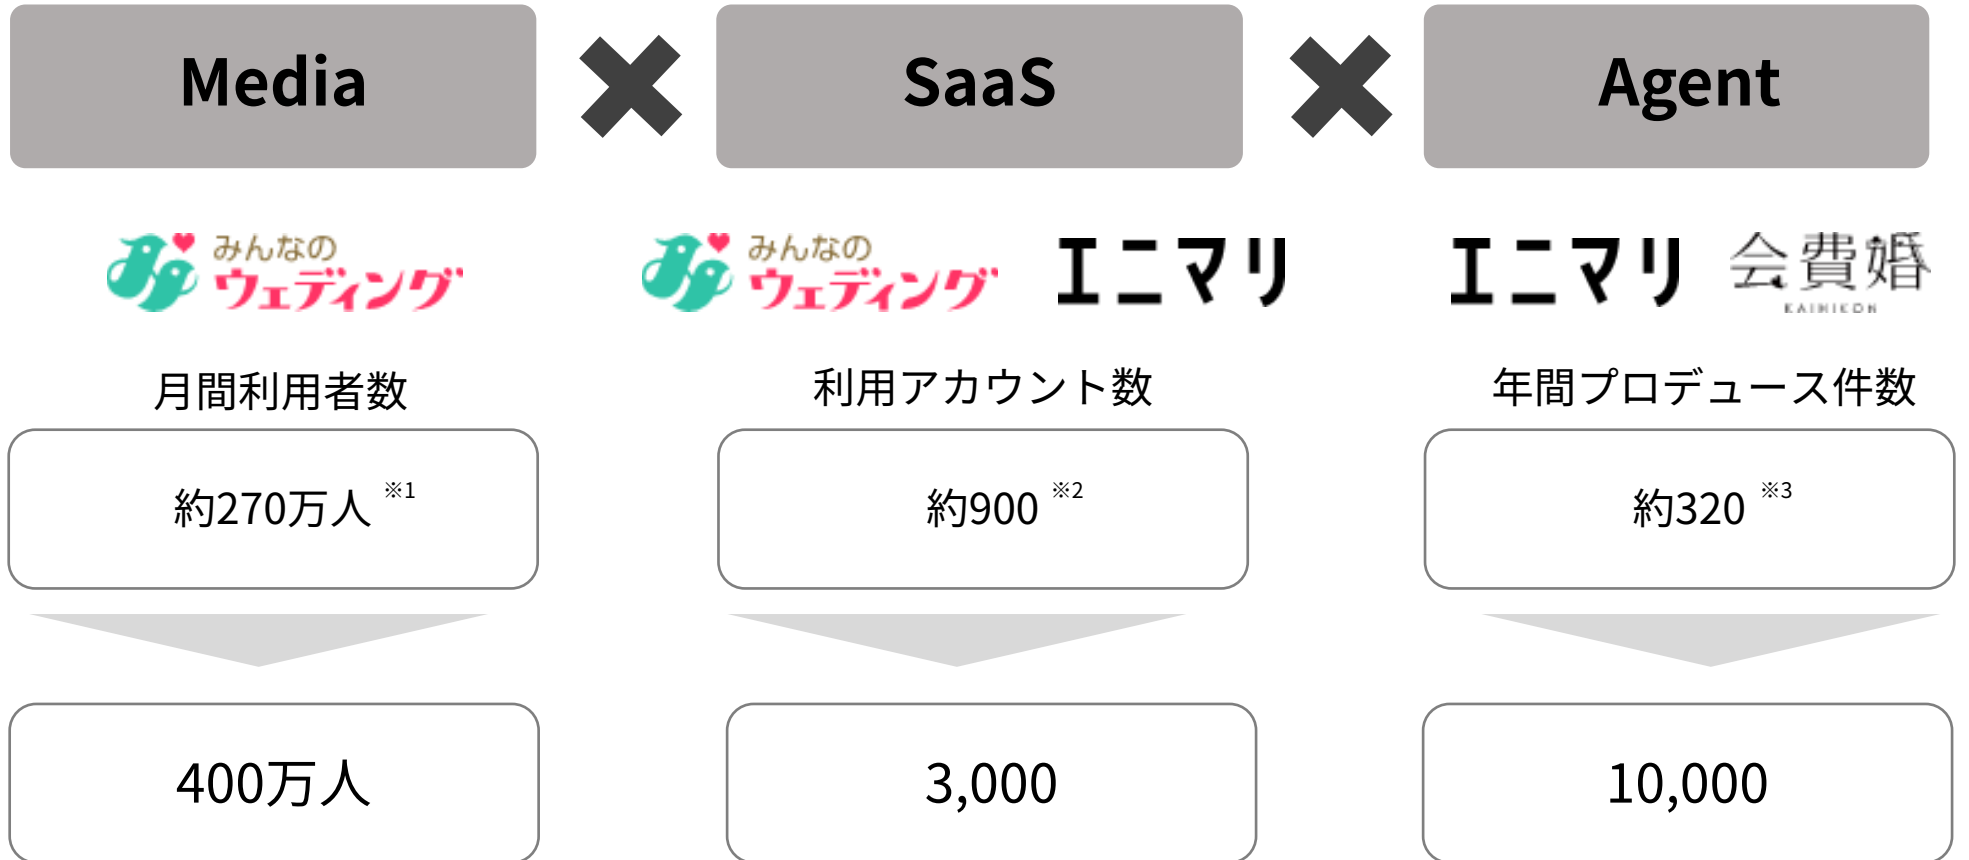 Media
SaaS
Agent
みんなの
ウェディング
みんなの
ウェディング
エニマリ
エニマリ
会費婚
KAIHIKON
月間利用者数
利用アカウント数
年間プロデュース件数
約270万人 ※1
約900 ※2
約320 ※3
400万人
3,000
10,000